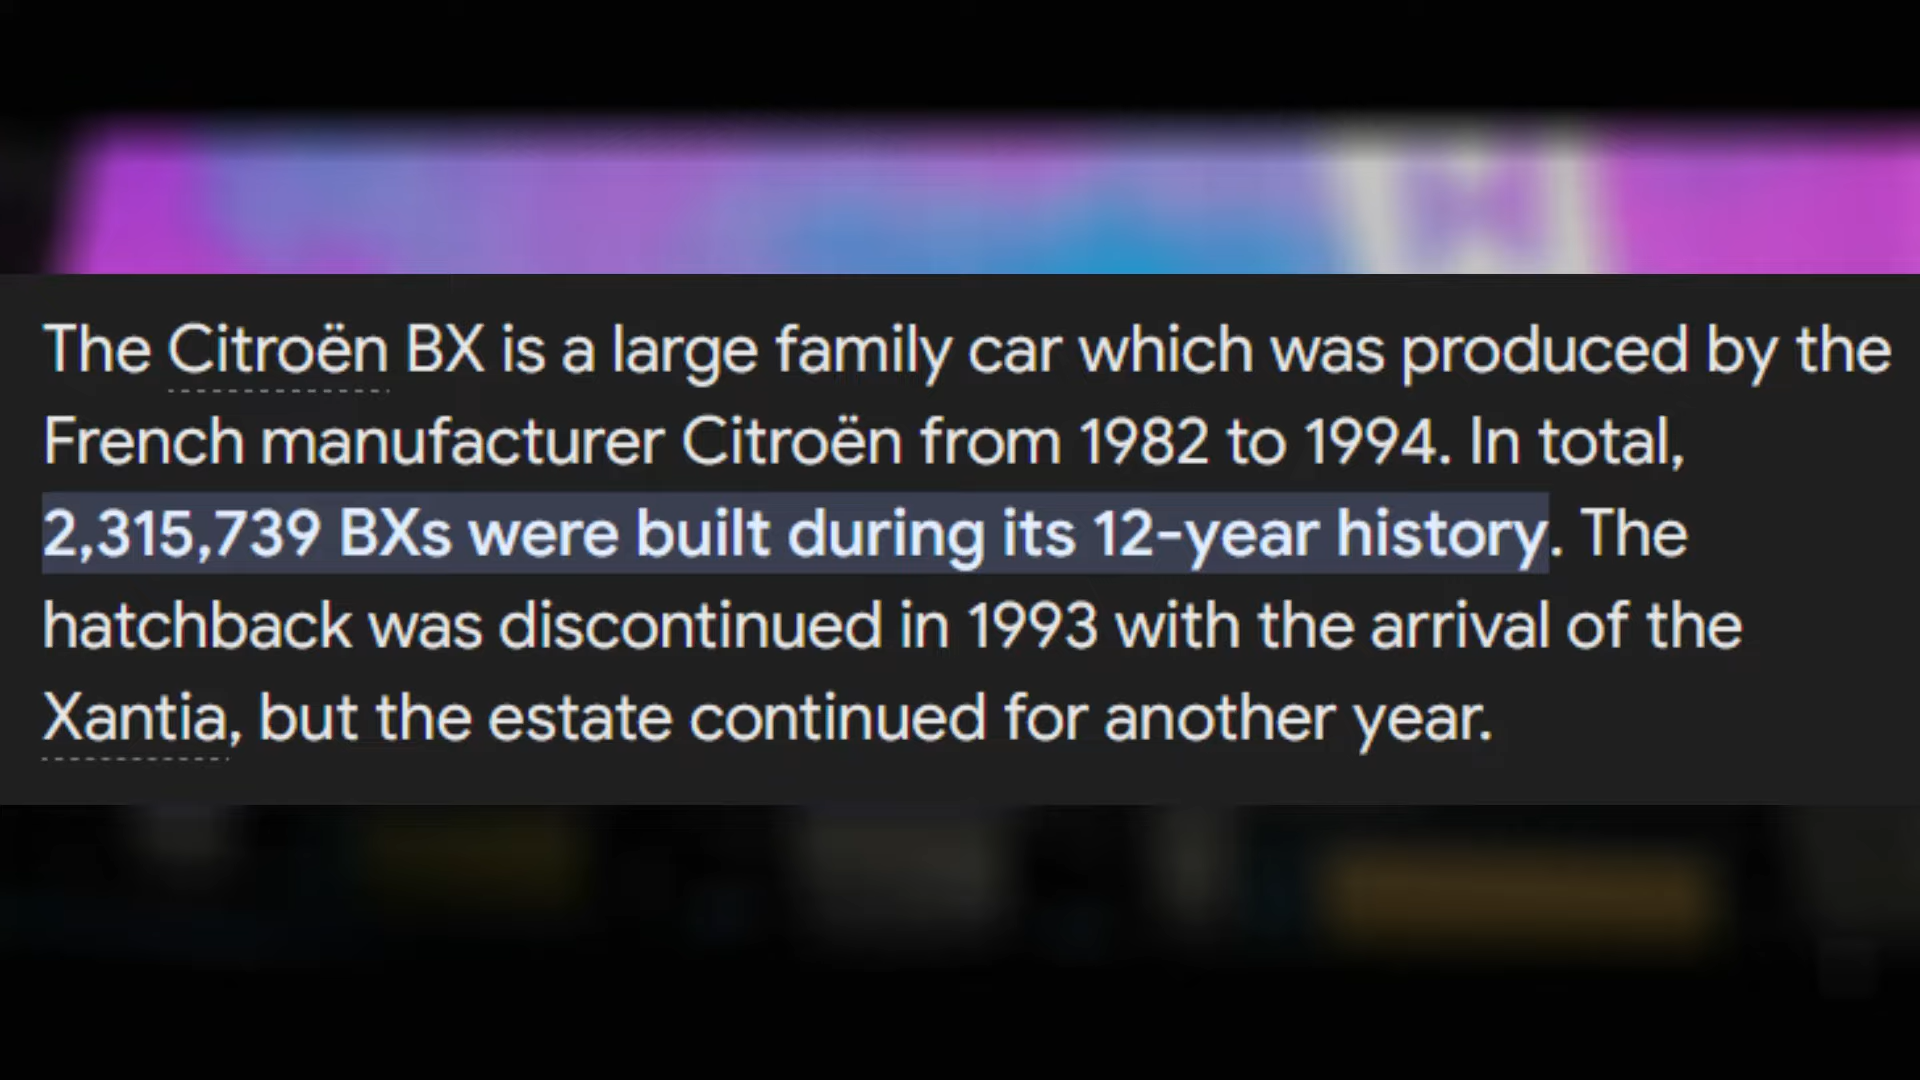 The Citroën BX is a large family car which was produced by the
French manufacturer Citroën from 1982 to 1994. In total,
2,315,739 BXs were built during its 12-year history. The
hatchback was discontinued in 1993 with the arrival of the
Xantia, but the estate continued for another year.